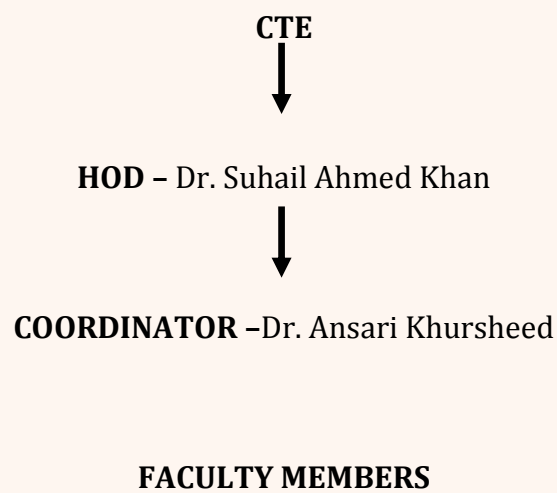 CTE
HOD – Dr. Suhail Ahmed Khan
COORDINATOR –Dr. Ansari Khursheed
FACULTY MEMBERS